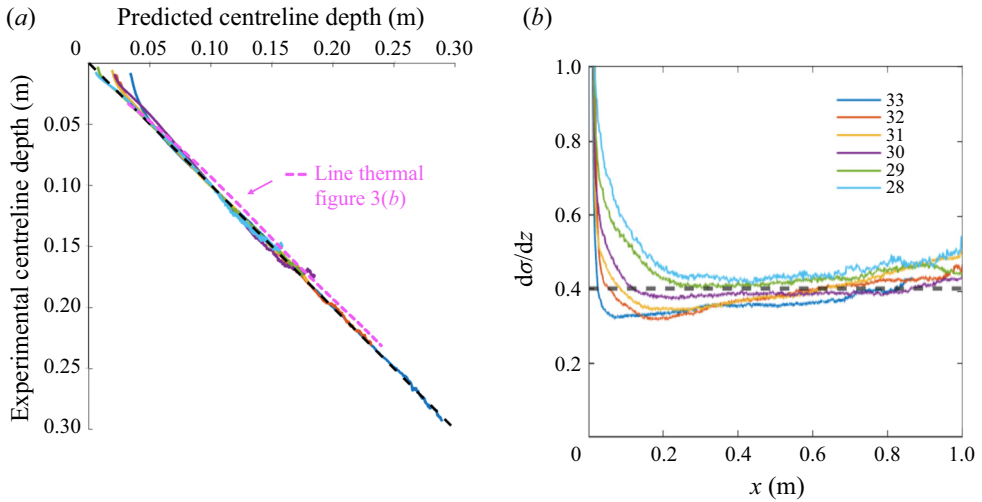 (a)
Predicted centreline depth (m)
0 0.05 0.10 0.15 0.20 0.25 0.30
Experimental centreline depth (m)
0.05
0.10
0.15
0.20
0.25
0.30
Line thermal
figure 3(b)
(b)
1.0
0.8
0.6
0.4
0.2
dσ/dz
33
32
31
30
29
28
0 0.2 0.4 0.6 0.8 1.0
x (m)